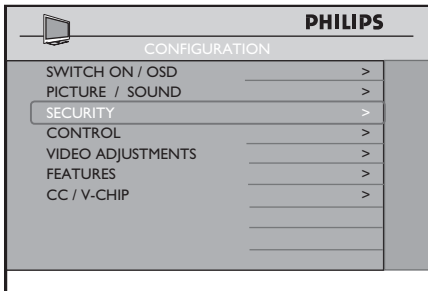 PHILIPS
CONFIGURATION
SWITCH ON / OSD >
PICTURE / SOUND >
SECURITY >
CONTROL >
VIDEO ADJUSTMENTS >
FEATURES >
CC / V-CHIP >